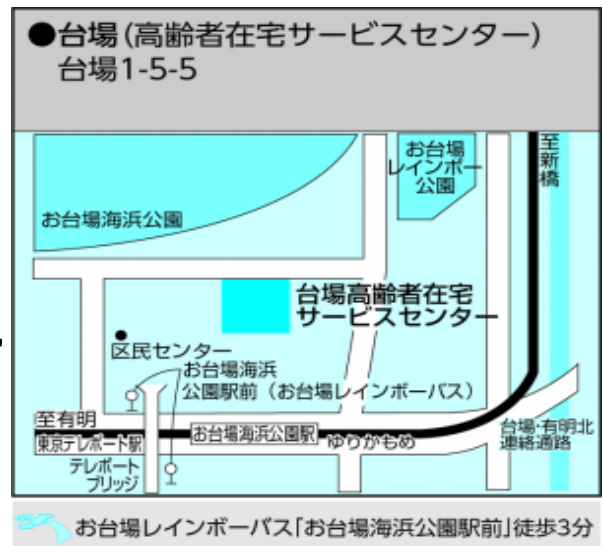 ●台場(高齢者在宅サービスセンター)
台場1-5-5
お台場
レインボー
公園
至新橋
お台場海浜公園
台場高齢者在宅
サービスセンター
区民センター
お台場海浜
公園駅前(お台場レインボーバス)
至有明
東京テレポート駅
お台場海浜公園駅
ゆりかもめ
台場・有明北
連絡通路
テレポート
ブリッジ
お台場レインボーバス「お台場海浜公園駅前」徒歩3分